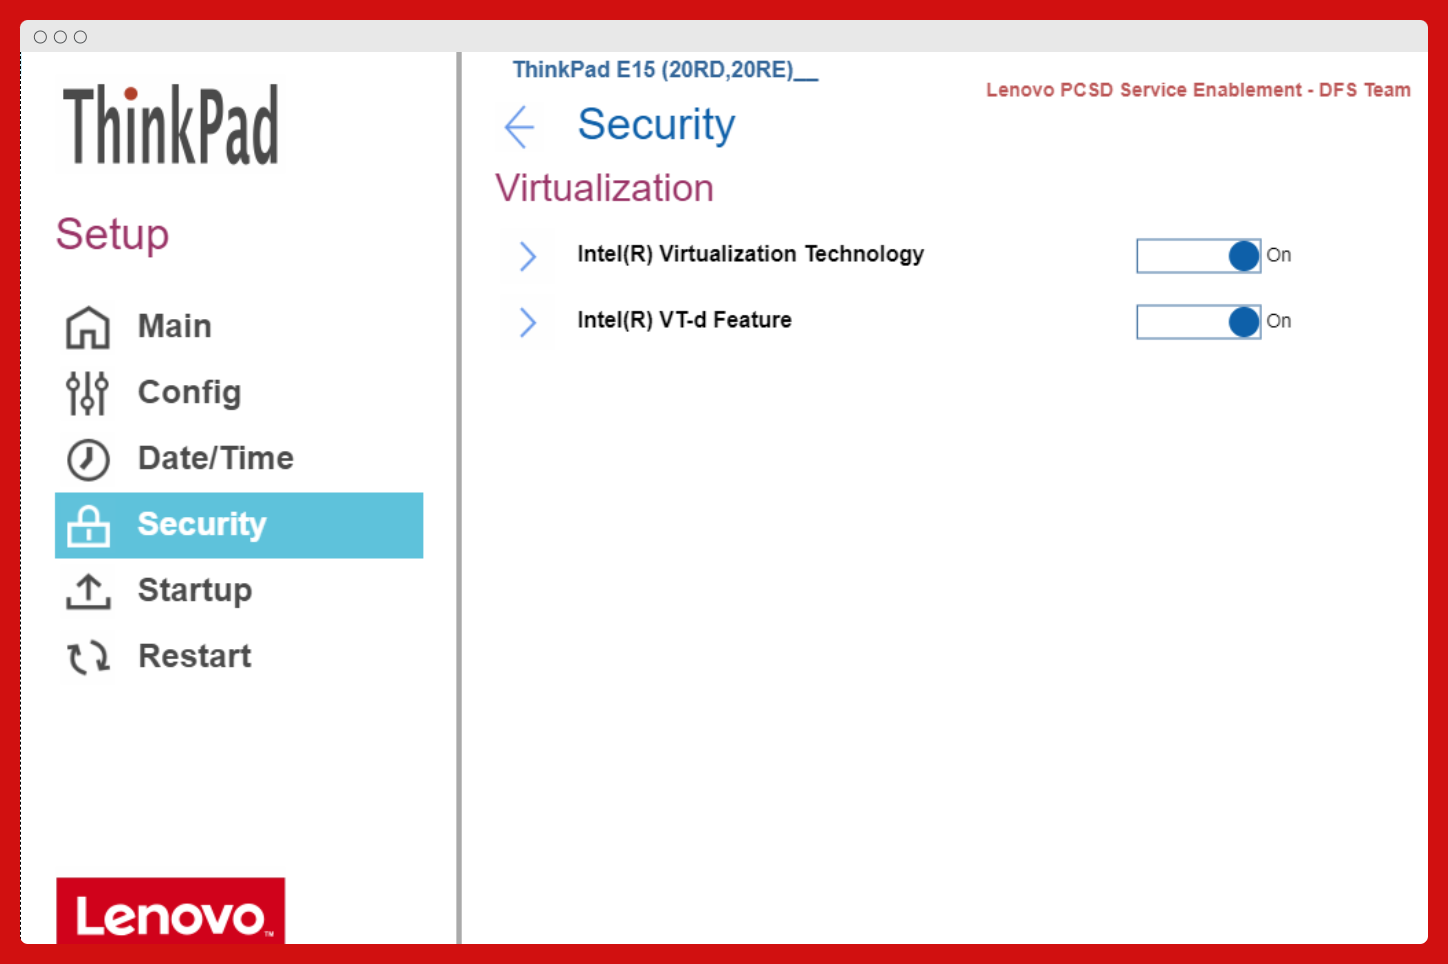 ThinkPad
Setup
Main
Config
Date/Time
Security
Startup
Restart
Lenovo™
ThinkPad E15 (20RD,20RE)__
Lenovo PCSD Service Enablement - DFS Team
Security
Virtualization
Intel(R) Virtualization Technology On
Intel(R) VT-d Feature On